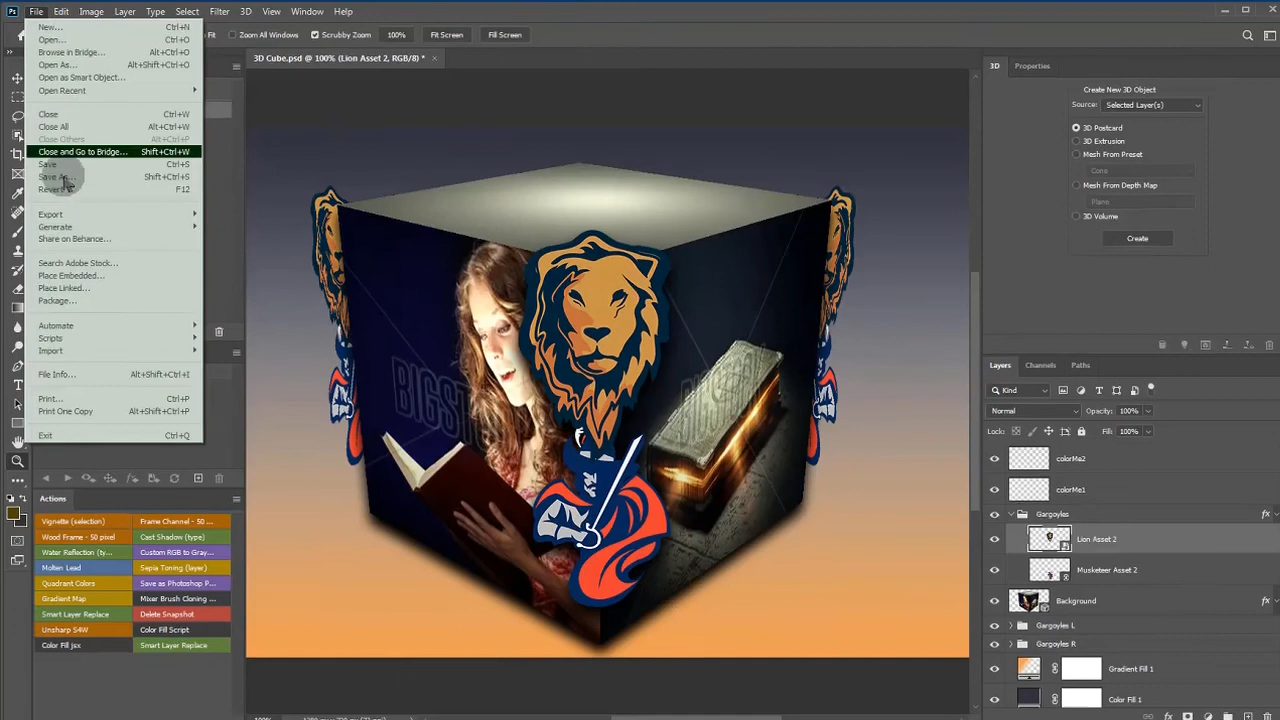 Ps File Edit Image Layer Type Select Filter 3D View Window Help
Fit
Zoom All Windows
Scrubby Zoom
100%
Fit Screen
Fill Screen
3D Cube.psd @ 100% (Lion Asset 2, RGB/8) *
New... Ctrl+N
Open... Ctrl+O
Browse in Bridge... Alt+Ctrl+O
Open As... Alt+Shift+Ctrl+O
Open as Smart Object...
Open Recent
Close Ctrl+W
Close All Alt+Ctrl+W
Close Others Alt+Ctrl+P
Close and Go to Bridge... Shift+Ctrl+W
Save Ctrl+S
Save As... Shift+Ctrl+S
Revert F12
Export
Generate
Share on Behance...
Search Adobe Stock...
Place Embedded...
Place Linked...
Package...
Automate
Scripts
Import
File Info... Alt+Shift+Ctrl+I
Print... Ctrl+P
Print One Copy Alt+Shift+Ctrl+P
Exit Ctrl+Q
Actions
Vignette (selection) Frame Channel - 50 ...
Wood Frame - 50 pixel Cast Shadow (type)
Water Reflection (ty... Custom RGB to Gray...
Molten Lead Sepia Toning (layer)
Quadrant Colors Save as Photoshop P...
Gradient Map Mixer Brush Cloning ...
Smart Layer Replace Delete Snapshot
Unsharp S4W Color Fill Script
Color Fill jsx Smart Layer Replace
3D Properties
Create New 3D Object
Source: Selected Layer(s)
3D Postcard
3D Extrusion
Mesh From Preset
Cone
Mesh From Depth Map
Plane
3D Volume
Create
Layers Channels Paths
Kind
Normal Opacity: 100%
Lock: Fill: 100%
colorMe2
colorMe1
Gargoyles fx
Lion Asset 2
Musketeer Asset 2
Background fx
Gargoyles L
Gargoyles R
Gradient Fill 1
Color Fill 1